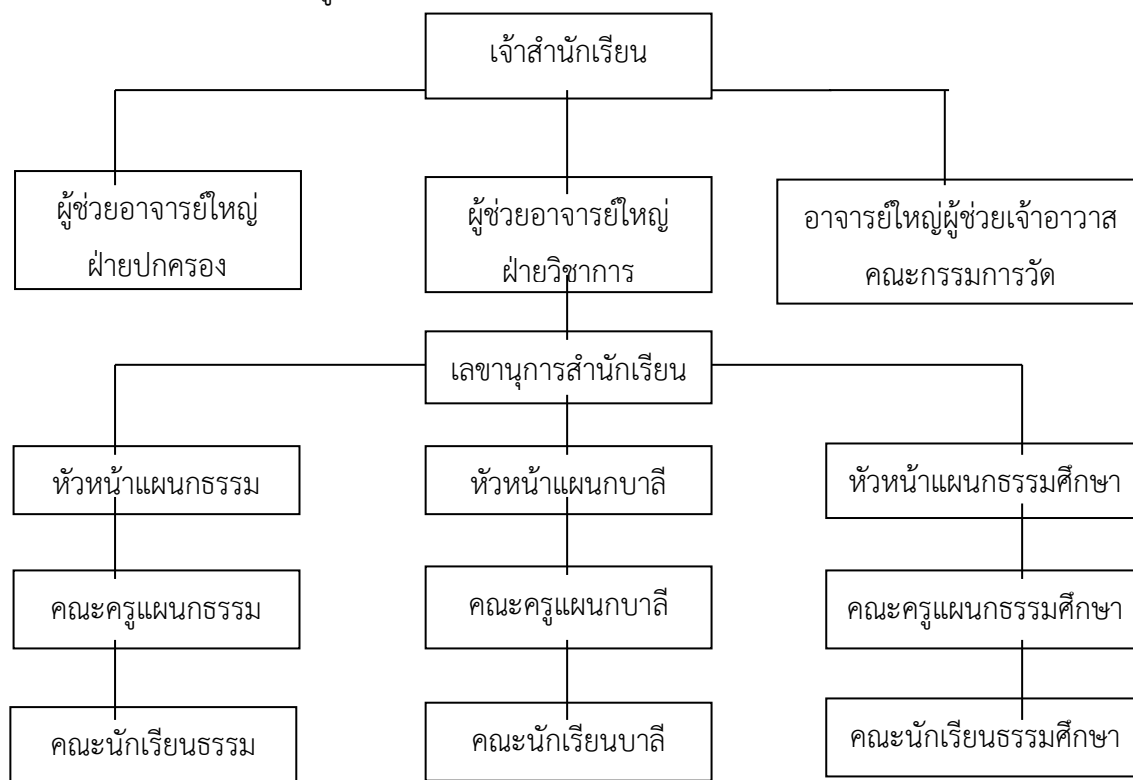 เจ้าสำนักเรียน
ผู้ช่วยอาจารย์ใหญ่
ฝ่ายปกครอง
ผู้ช่วยอาจารย์ใหญ่
ฝ่ายวิชาการ
อาจารย์ใหญ่ผู้ช่วยเจ้าอาวาส
คณะกรรมการวัด
เลขานุการสำนักเรียน
หัวหน้าแผนกธรรม
หัวหน้าแผนกบาลี
หัวหน้าแผนกธรรมศึกษา
คณะครูแผนกธรรม
คณะครูแผนกบาลี
คณะครูแผนกธรรมศึกษา
คณะนักเรียนธรรม
คณะนักเรียนบาลี
คณะนักเรียนธรรมศึกษา